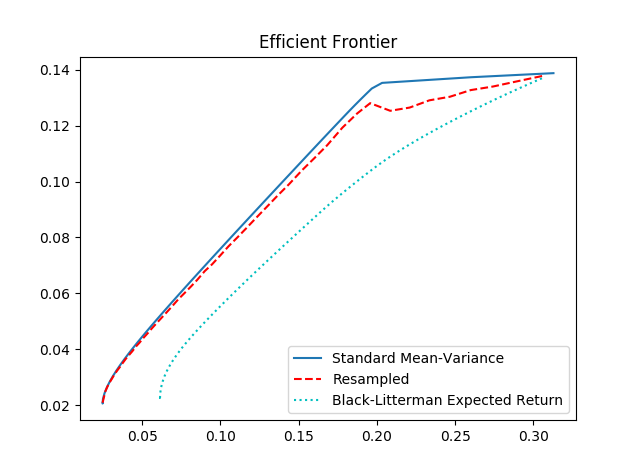 Efficient Frontier
0.14
0.12
0.10
0.08
0.06
0.04
0.02
Standard Mean-Variance
Resampled
Black-Litterman Expected Return
0.05 0.10 0.15 0.20 0.25 0.30